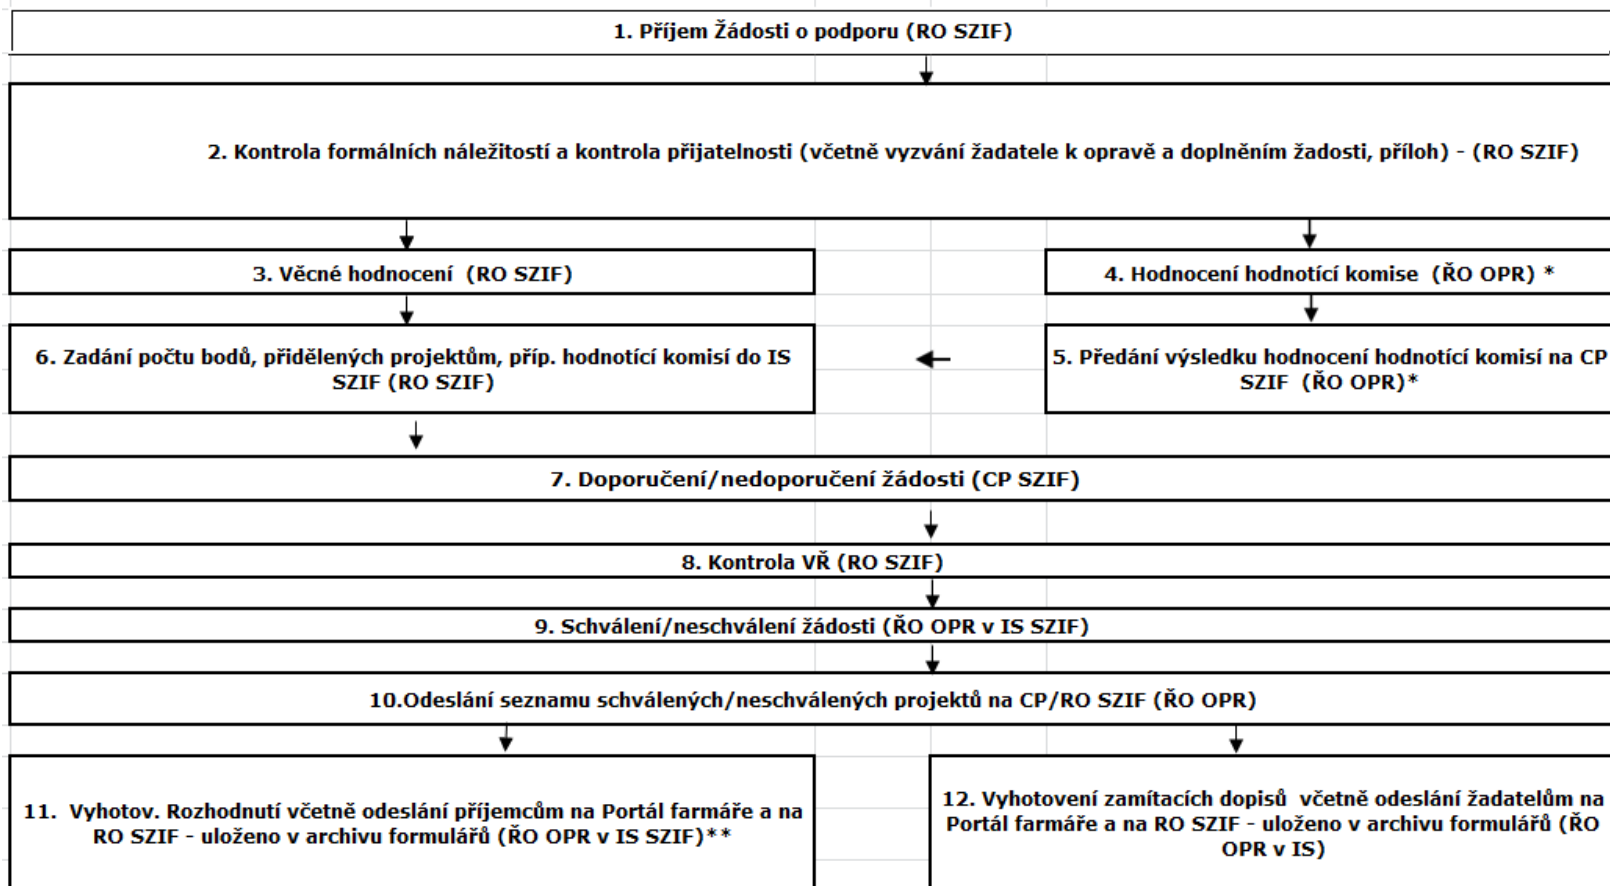 1. Příjem Žádosti o podporu (RO SZIF)
2. Kontrola formálních náležitostí a kontrola přijatelnosti (včetně vyzvání žadatele k opravě a doplněním žadosti, příloh) - (RO SZIF)
3. Věcné hodnocení (RO SZIF)
4. Hodnocení hodnotící komise (ŘO OPR) *
6. Zadání počtu bodů, přidělených projektům, příp. hodnotící komisí do IS
SZIF (RO SZIF)
5. Předání výsledku hodnocení hodnotící komisí na CP
SZIF (ŘO OPR)*
7. Doporučení/nedoporučení žádosti (CP SZIF)
8. Kontrola VŘ (RO SZIF)
9. Schválení/neschválení žádosti (ŘO OPR v IS SZIF)
10.Odeslání seznamu schválených/neschválených projektů na CP/RO SZIF (ŘO OPR)
11. Vyhotov. Rozhodnutí včetně odeslání příjemcům na Portál farmáře a na
RO SZIF - uloženo v archivu formulářů (ŘO OPR v IS SZIF)**
12. Vyhotovení zamítacích dopisů včetně odeslání žadatelům na
Portál farmáře a na RO SZIF - uloženo v archivu formulářů (ŘO
OPR v IS)